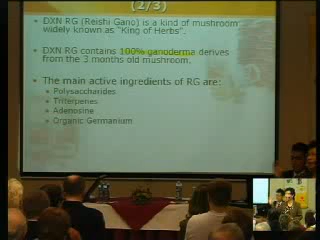 (2/3)
• DXN RG (Reishi Gano) is a kind of mushroom
widely known as "King of Herbs".
• DXN RG contains 100% ganoderma derives
from the 3 months old mushroom.
• The main active ingredients of RG are:
• Polysaccharides
• Triterpenes
• Adenosine
• Organic Germanium